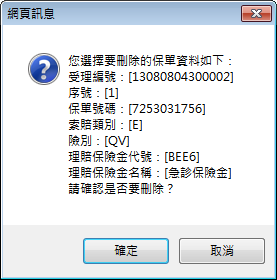 網頁訊息
您選擇要刪除的保單資料如下：
受理編號：[13080804300002]
序號：[1]
保單號碼：[7253031756]
索賠類別：[E]
險別：[QV]
理賠保險金代號：[BEE6]
理賠保險金名稱：[急診保險金]
請確認是否要刪除？
確定
取消